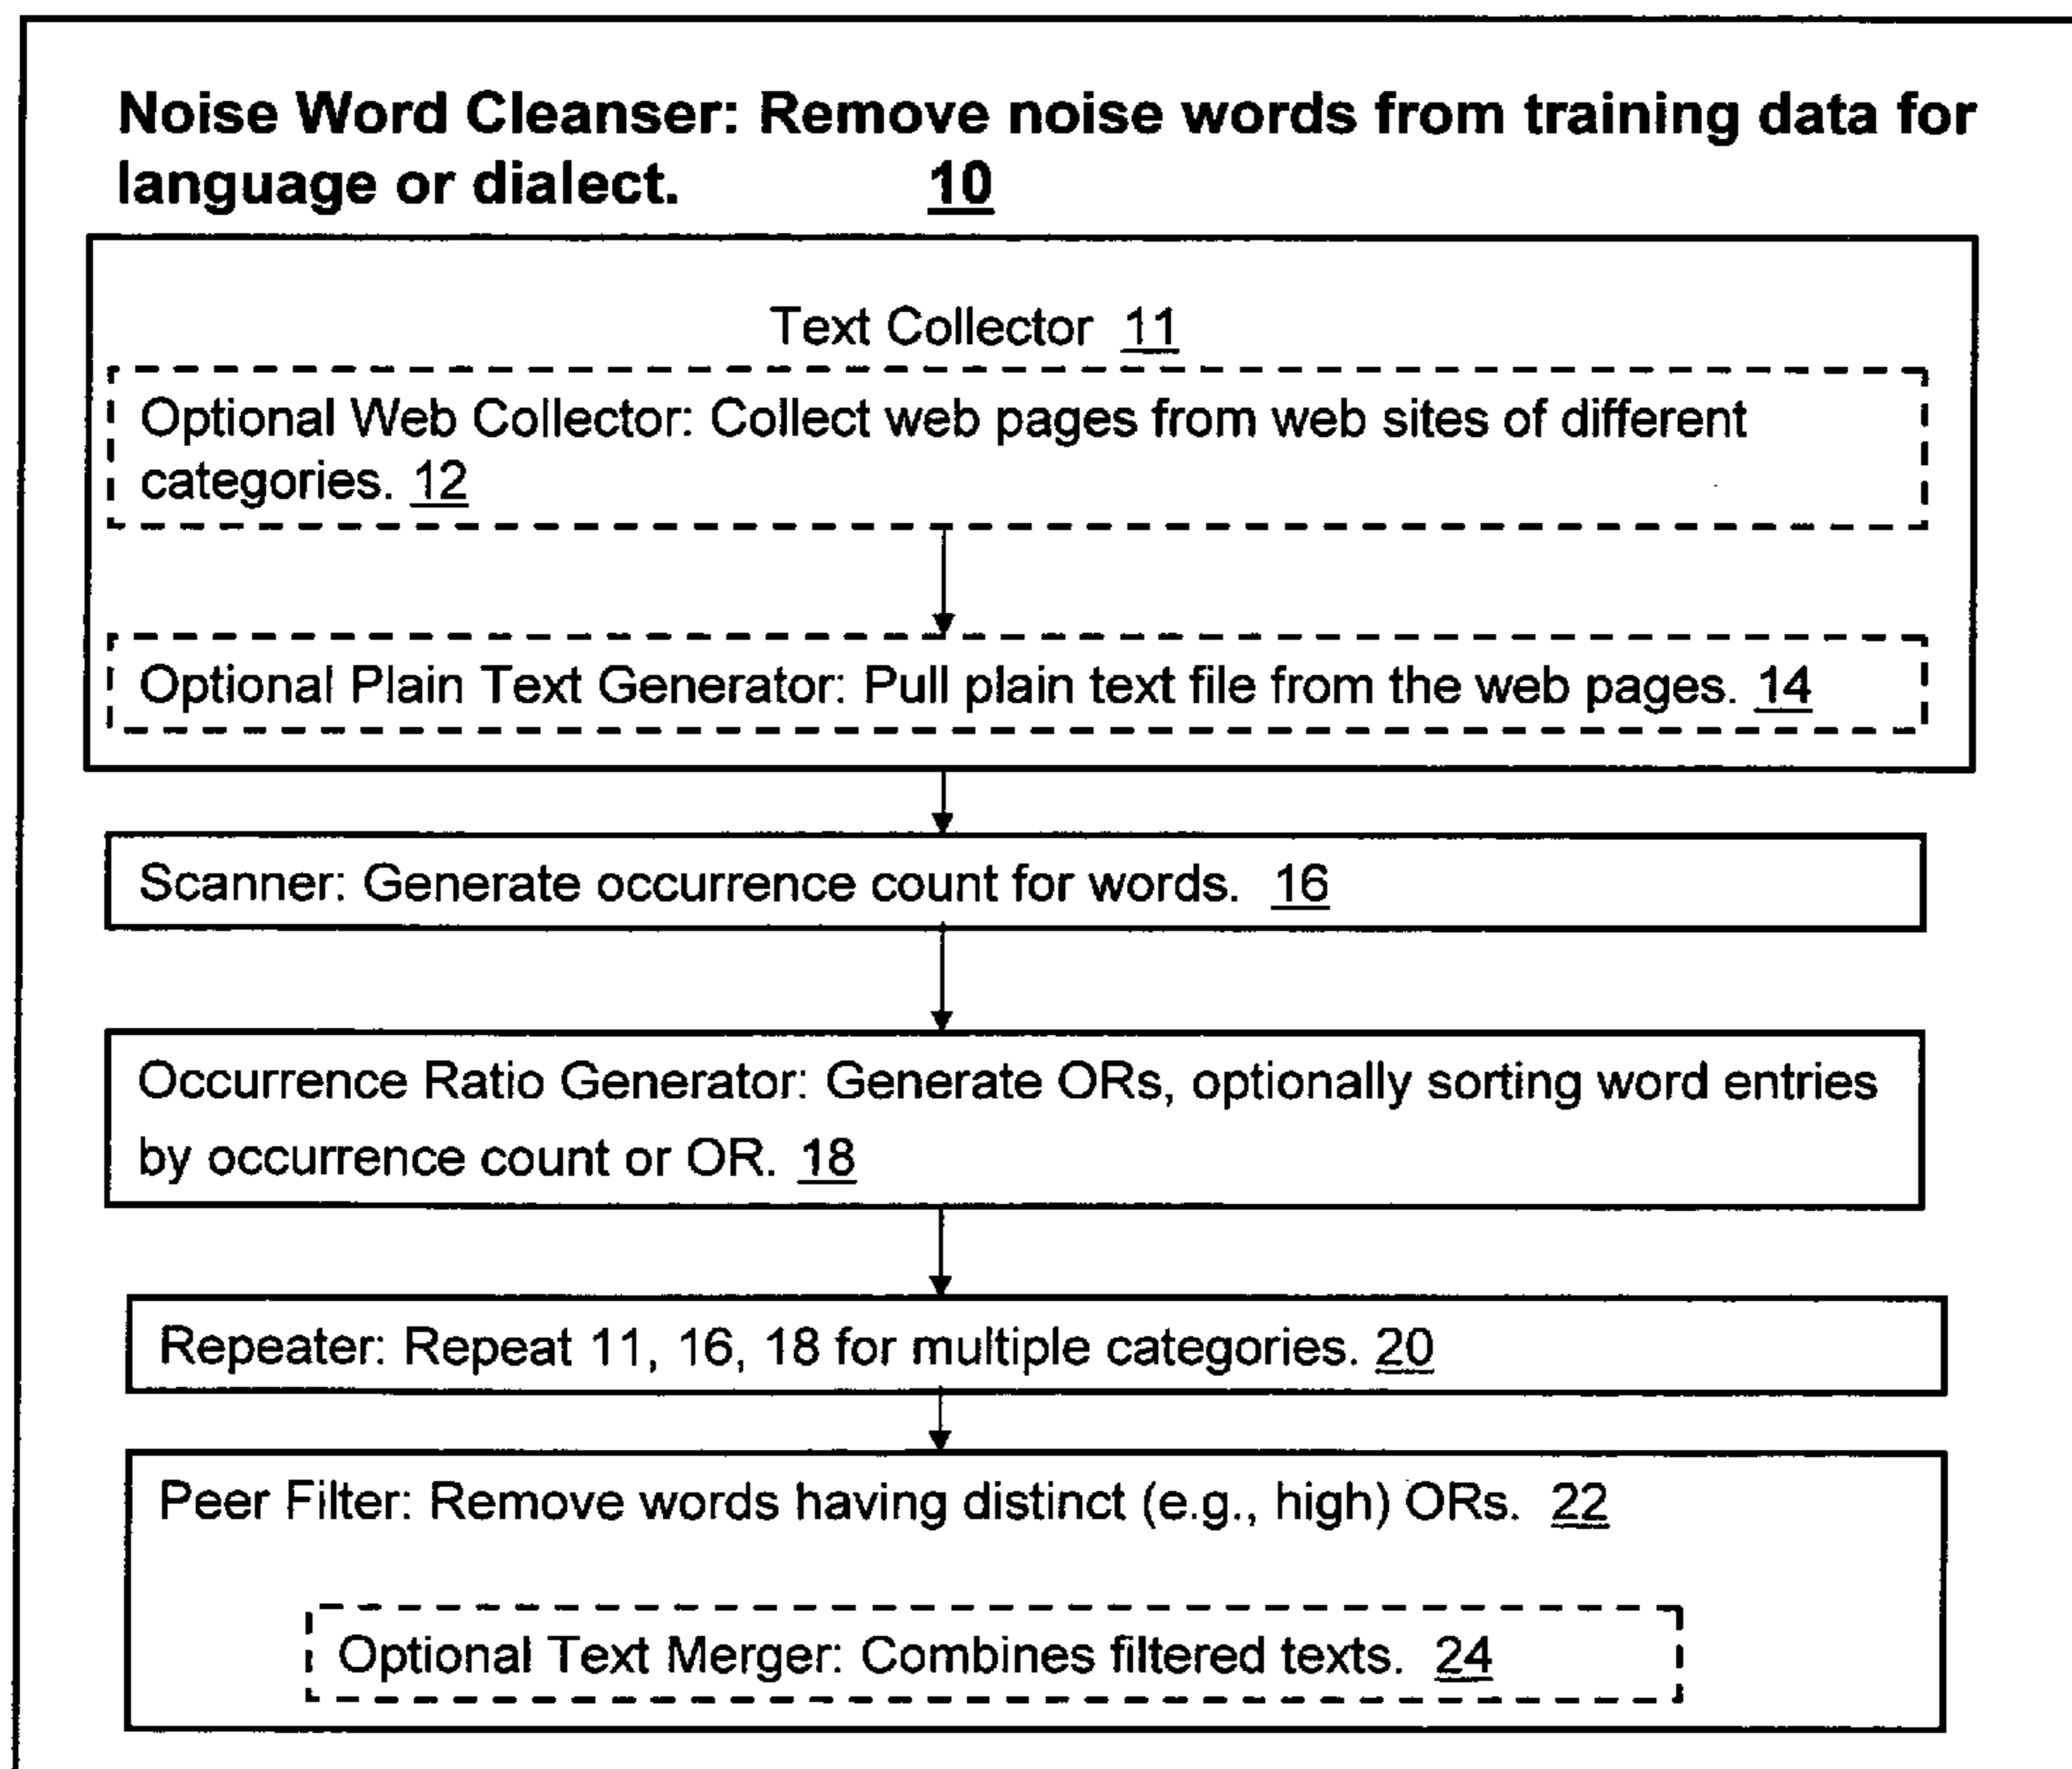 Noise Word Cleanser: Remove noise words from training data for
language or dialect. 10
Text Collector 11
Optional Web Collector: Collect web pages from web sites of different
categories. 12
Optional Plain Text Generator: Pull plain text file from the web pages. 14
Scanner: Generate occurrence count for words. 16
Occurrence Ratio Generator: Generate ORs, optionally sorting word entries
by occurrence count or OR. 18
Repeater: Repeat 11, 16, 18 for multiple categories. 20
Peer Filter: Remove words having distinct (e.g., high) ORs. 22
Optional Text Merger: Combines filtered texts. 24